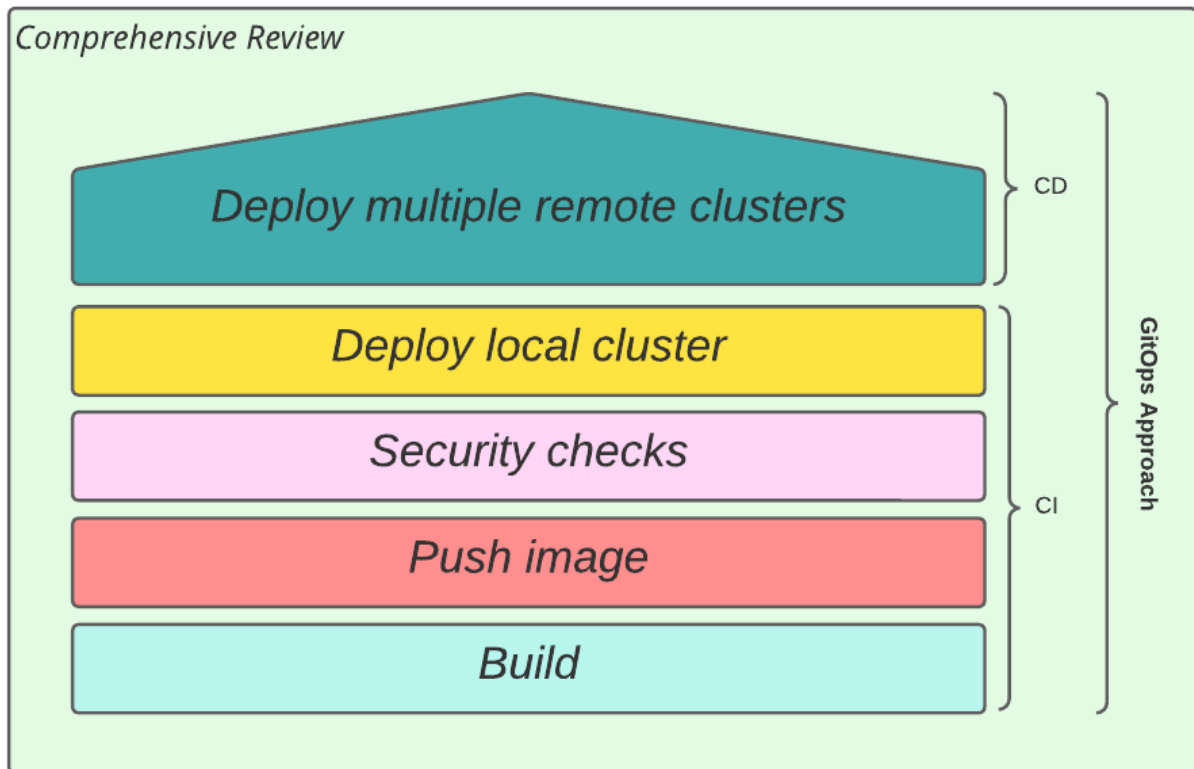 Comprehensive Review
Deploy multiple remote clusters
CD
Deploy local cluster
Security checks
Push image
Build
CI
GitOps Approach